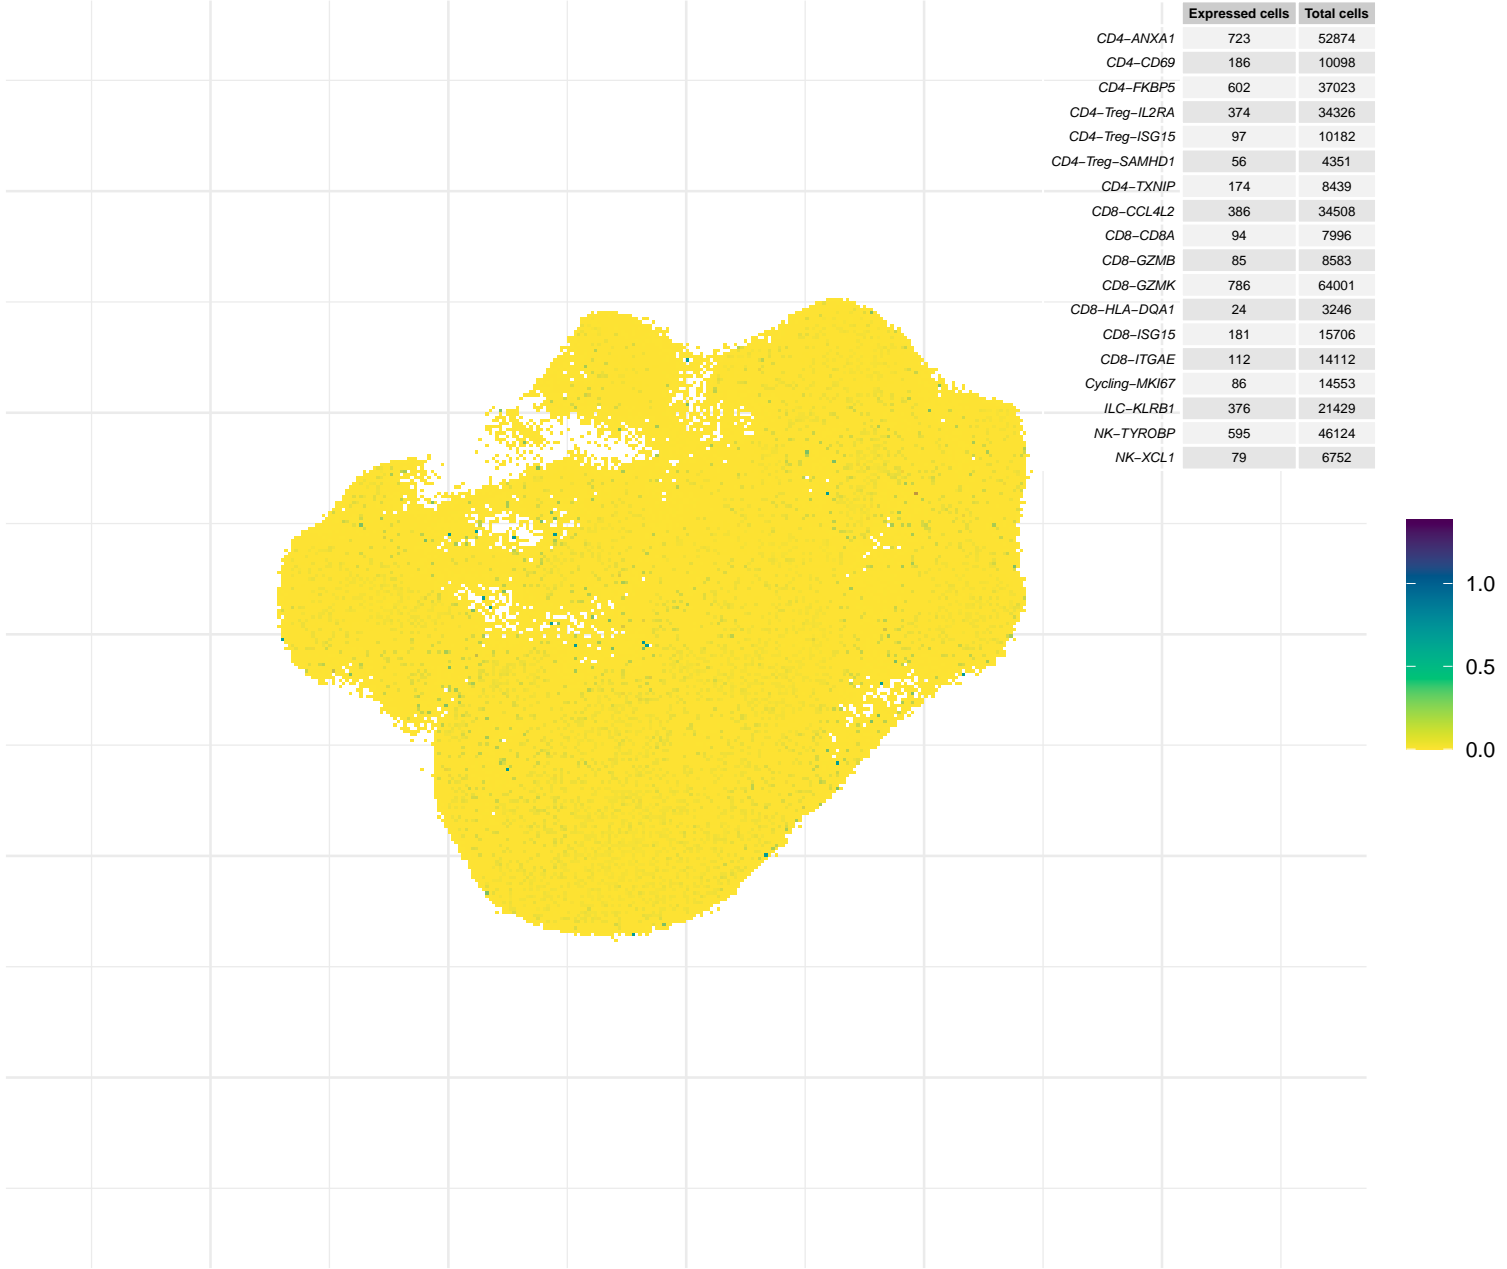 Expressed cells Total cells
CD4−ANXA1 723 52874
CD4−CD69 186 10098
CD4−FKBP5 602 37023
CD4−Treg−IL2RA 374 34326
CD4−Treg−ISG15 97 10182
CD4−Treg−SAMHD1 56 4351
CD4−TXNIP 174 8439
CD8−CCL4L2 386 34508
CD8−CD8A 94 7996
CD8−GZMB 85 8583
CD8−GZMK 786 64001
CD8−HLA−DQA1 24 3246
CD8−ISG15 181 15706
CD8−ITGAE 112 14112
Cycling−MKI67 86 14553
ILC−KLRB1 376 21429
NK−TYROBP 595 46124
NK−XCL1 79 6752
1.0
0.5
0.0